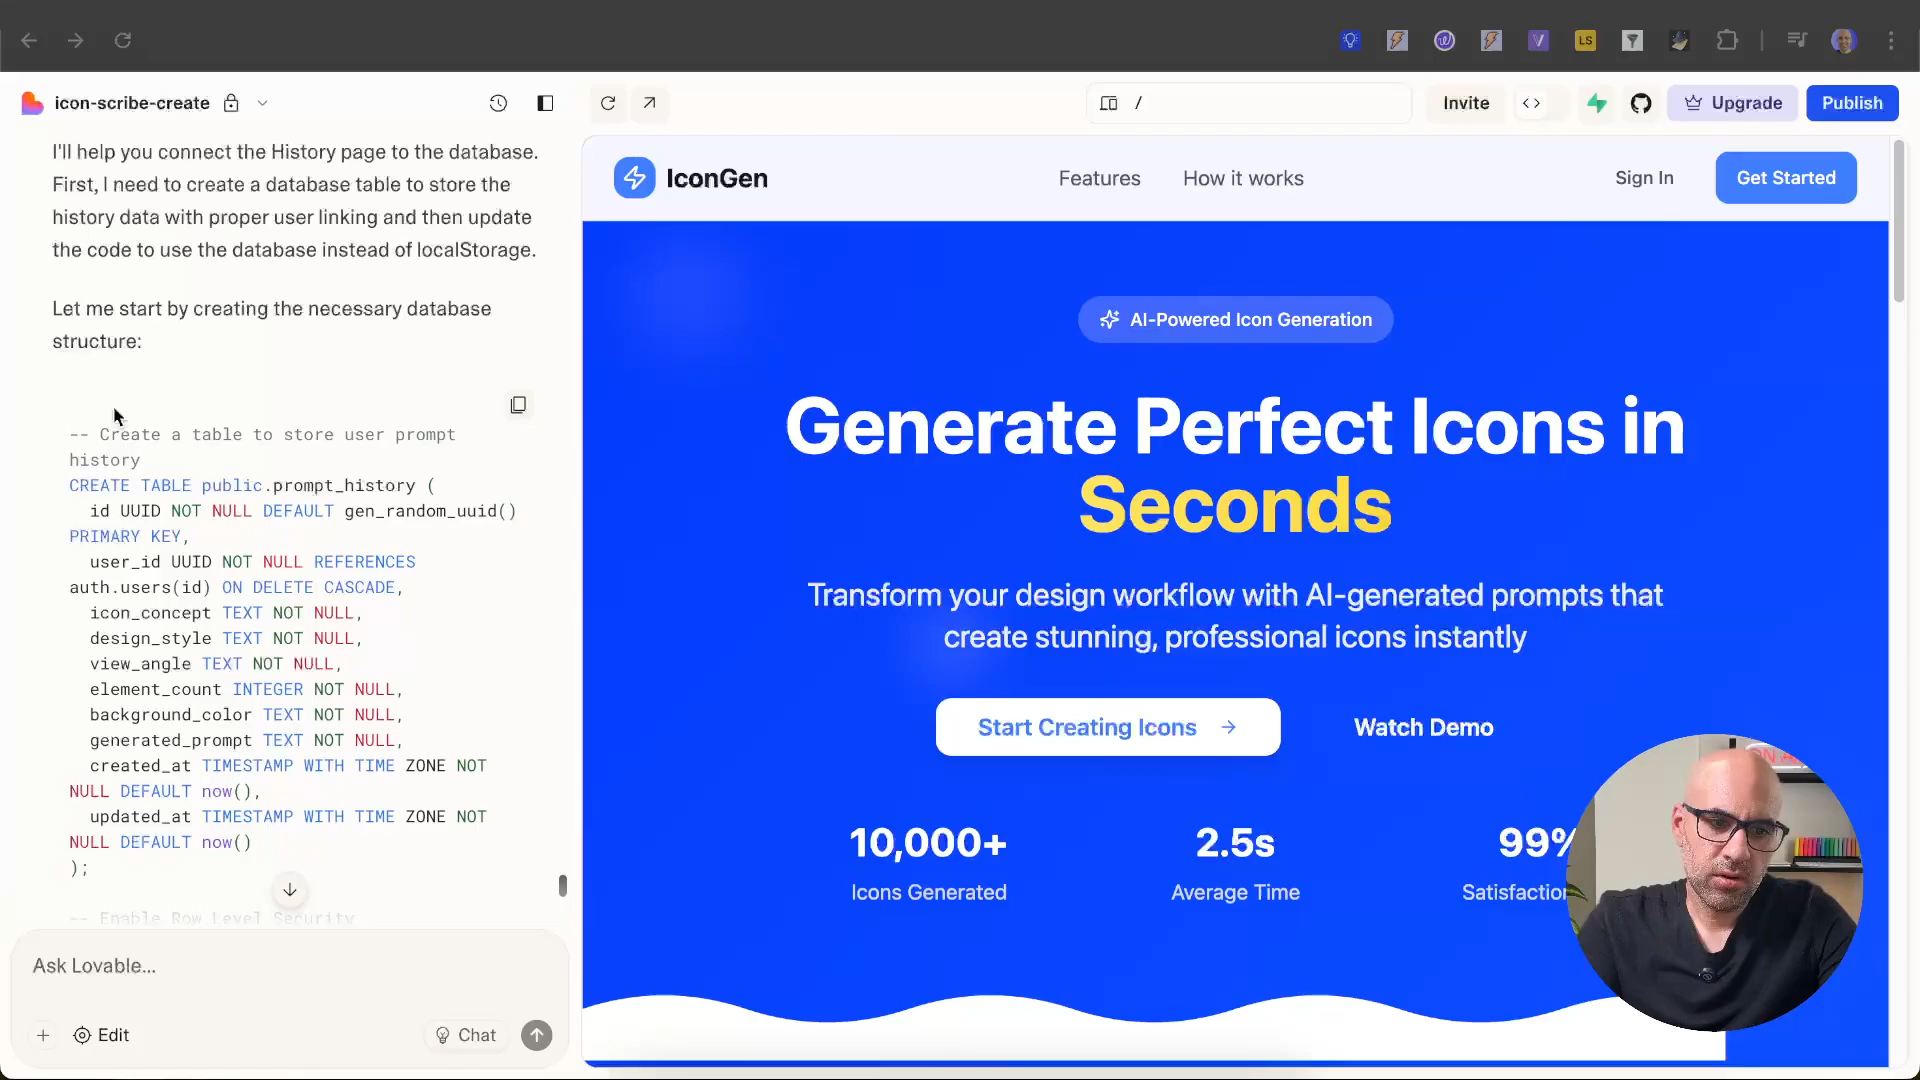 icon-scribe-create
/
Invite
Upgrade
Publish
I'll help you connect the History page to the database.
First, I need to create a database table to store the
history data with proper user linking and then update
the code to use the database instead of localStorage.
Let me start by creating the necessary database
structure:
-- Create a table to store user prompt
history
CREATE TABLE public.prompt_history (
id UUID NOT NULL DEFAULT gen_random_uuid()
PRIMARY KEY,
user_id UUID NOT NULL REFERENCES
auth.users(id) ON DELETE CASCADE,
icon_concept TEXT NOT NULL,
design_style TEXT NOT NULL,
view_angle TEXT NOT NULL,
element_count INTEGER NOT NULL,
background_color TEXT NOT NULL,
generated_prompt TEXT NOT NULL,
created_at TIMESTAMP WITH TIME ZONE NOT
NULL DEFAULT now(),
updated_at TIMESTAMP WITH TIME ZONE NOT
NULL DEFAULT now()
);
-- Enable Row Level Security
Ask Lovable...
Edit
Chat
IconGen
Features
How it works
Sign In
Get Started
AI-Powered Icon Generation
Generate Perfect Icons in
Seconds
Transform your design workflow with AI-generated prompts that
create stunning, professional icons instantly
Start Creating Icons
Watch Demo
10,000+
2.5s
99%
Icons Generated
Average Time
Satisfaction
LS